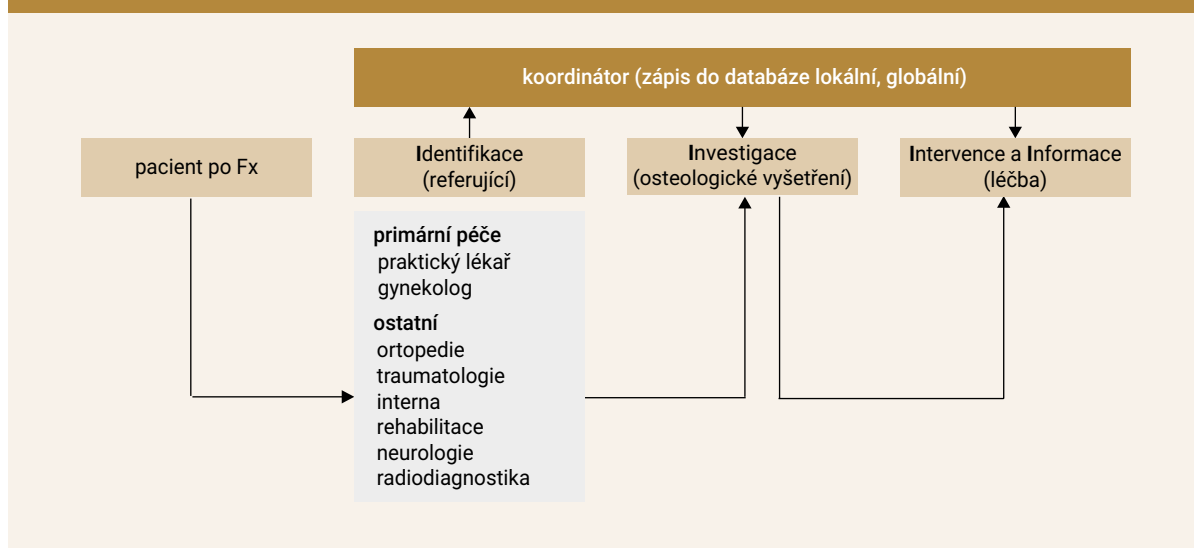 koordinátor (zápis do databáze lokální, globální)
pacient po Fx
Identifikace
(referující)
Investigace
(osteologické vyšetření)
Intervence a Informace
(léčba)
primární péče
praktický lékař
gynekolog
ostatní
ortopedie
traumatologie
interna
rehabilitace
neurologie
radiodiagnostika